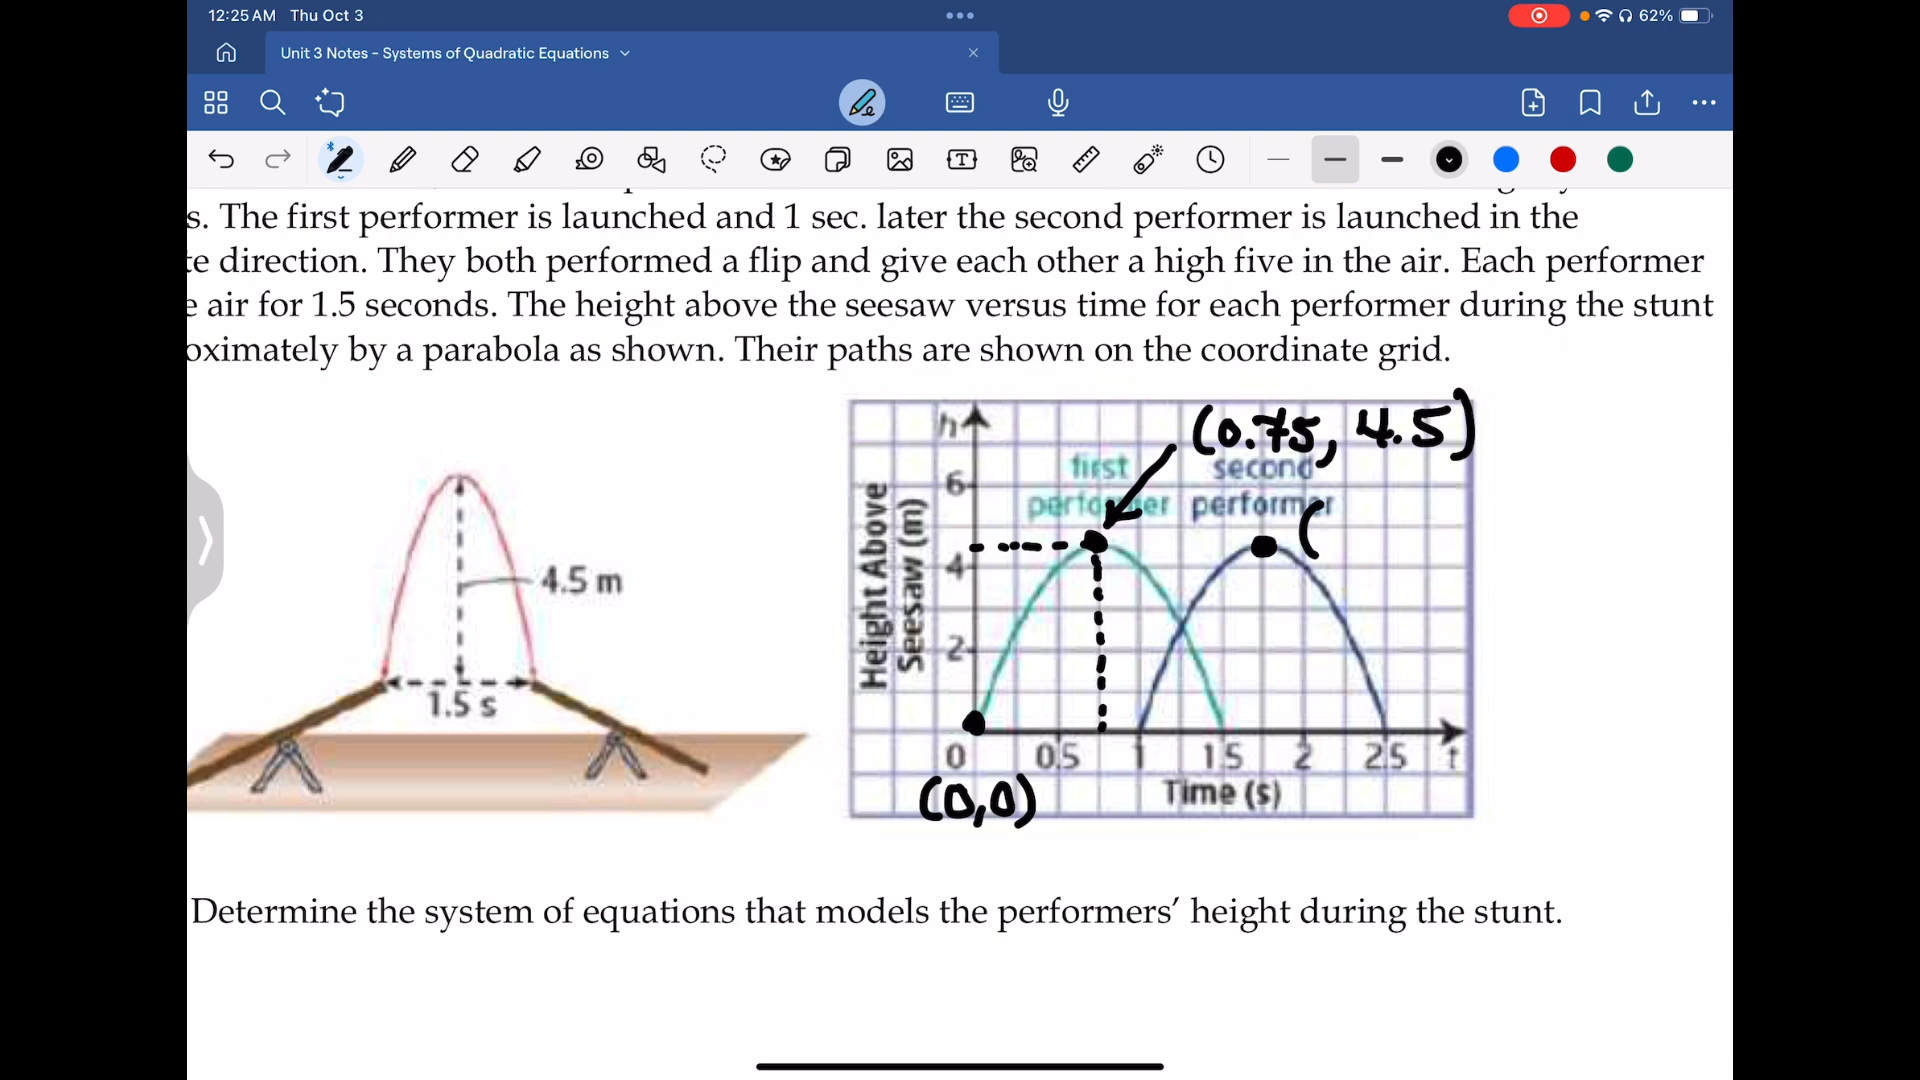 12:25 AM Thu Oct 3
62%
Unit 3 Notes - Systems of Quadratic Equations
s. The first performer is launched and 1 sec. later the second performer is launched in the
te direction. They both performed a flip and give each other a high five in the air. Each performer
e air for 1.5 seconds. The height above the seesaw versus time for each performer during the stunt
oximately by a parabola as shown. Their paths are shown on the coordinate grid.
4.5 m
1.5 s
h
(0.75, 4.5)
first
performer
second
performer
(
6
4
2
Height Above
Seesaw (m)
0 0.5 1 1.5 2 2.5 t
Time (s)
(0,0)
Determine the system of equations that models the performers' height during the stunt.